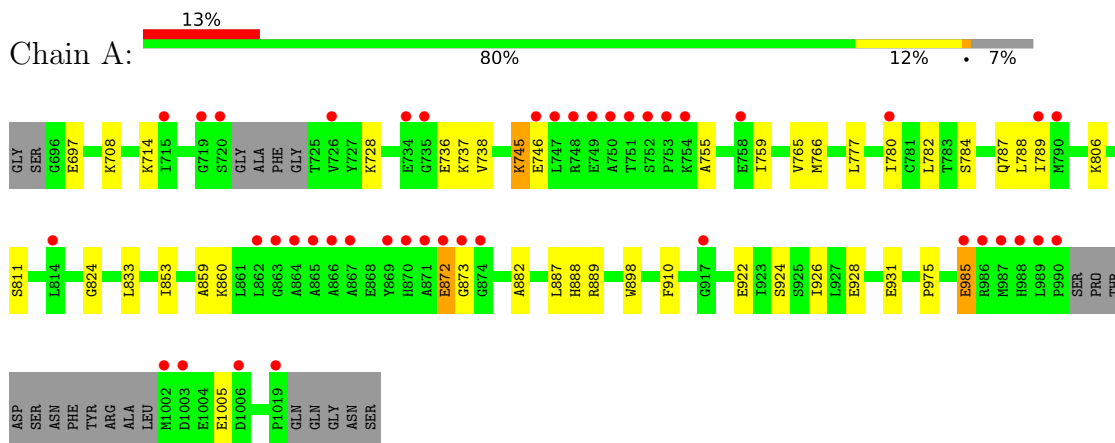 13%
Chain A:
80% 12% • 7%
GLY SER G696 E697 K708 K714 I715 G719 S720 GLY ALA PHE GLY T725 V726 Y727 K728 E734 G735 E736 K737 V738 K745 E746 L747 R748 E749 A750 T751 S752 P753 K754 A755 E758 I759 V765 M766 L777 I780 C781 L782 T783 S784 Q787 L788 I789 M790 K806
S811 L814 G824 L833 I853 A859 K860 L861 L862 G863 A864 A865 A866 A867 E868 Y869 H870 A871 E872 G873 G874 A882 L887 H888 R889 W898 F910 G917 E922 I923 S924 S925 I926 L927 E928 E931 P975 E985 R986 M987 H988 L989 P990 SER PRO THR
ASP SER ASN PHE TYR ARG ALA LEU M1002 D1003 E1004 E1005 D1006 P1019 GLN GLN GLY ASN SER